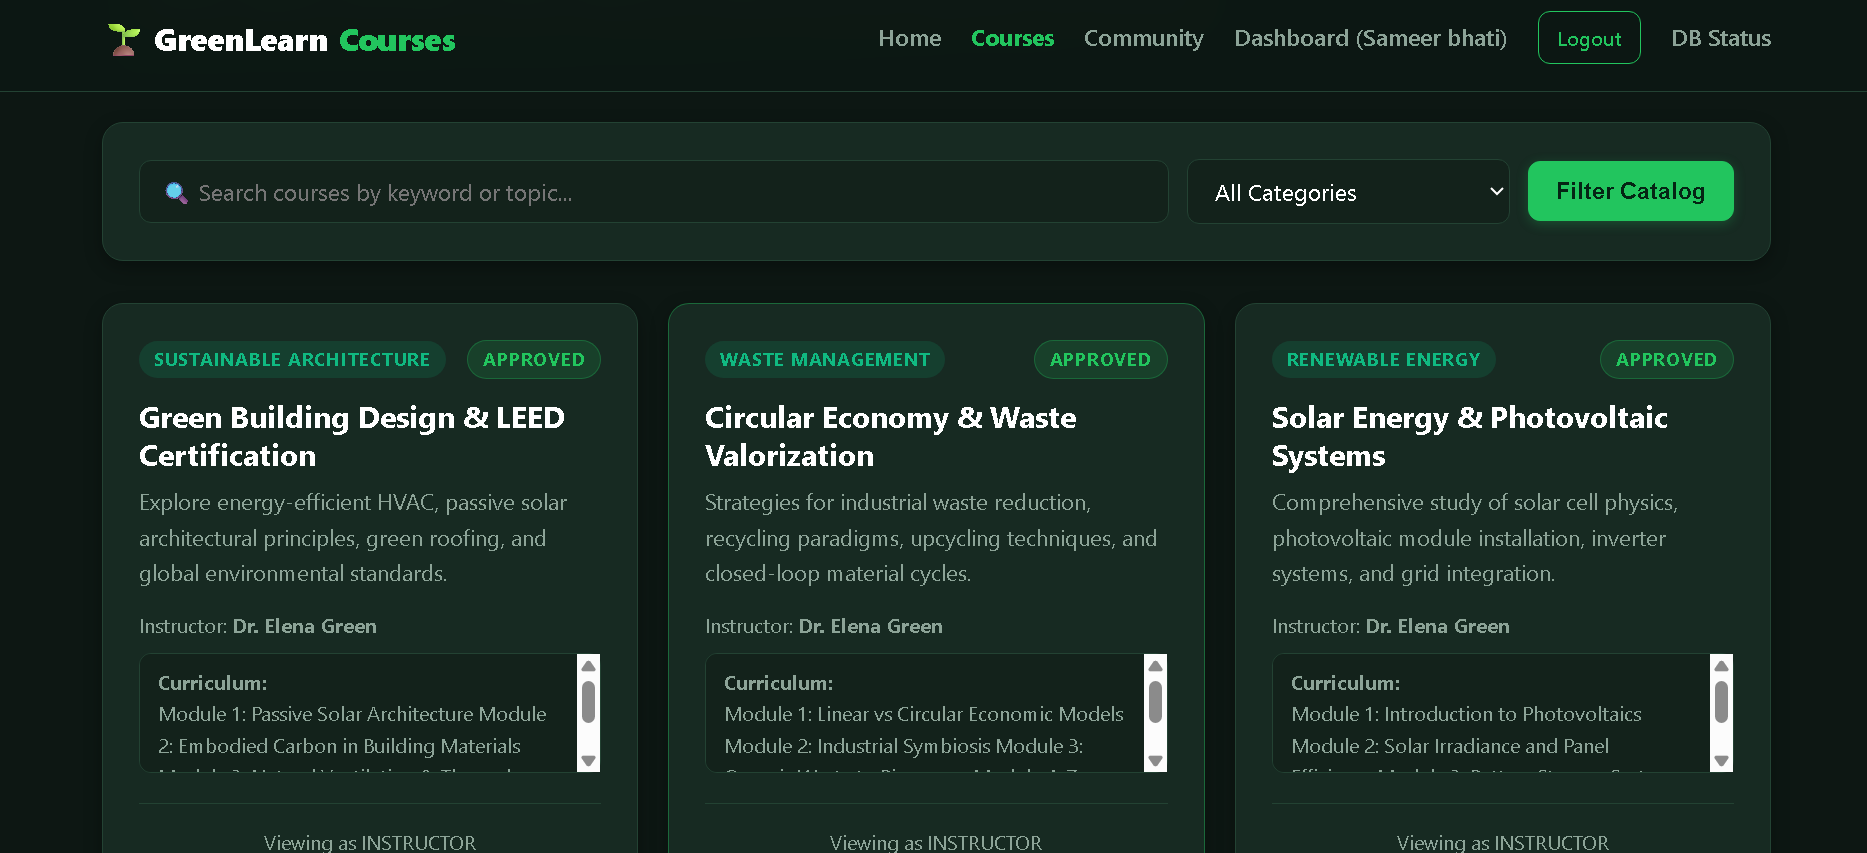 GreenLearn Courses
Home Courses Community Dashboard (Sameer bhati) Logout DB Status
Search courses by keyword or topic...
All Categories
Filter Catalog
SUSTAINABLE ARCHITECTURE
APPROVED
Green Building Design & LEED
Certification
Explore energy-efficient HVAC, passive solar
architectural principles, green roofing, and
global environmental standards.
Instructor: Dr. Elena Green
Curriculum:
Module 1: Passive Solar Architecture Module
2: Embodied Carbon in Building Materials
Viewing as INSTRUCTOR
WASTE MANAGEMENT
APPROVED
Circular Economy & Waste
Valorization
Strategies for industrial waste reduction,
recycling paradigms, upcycling techniques, and
closed-loop material cycles.
Instructor: Dr. Elena Green
Curriculum:
Module 1: Linear vs Circular Economic Models
Module 2: Industrial Symbiosis Module 3:
Viewing as INSTRUCTOR
RENEWABLE ENERGY
APPROVED
Solar Energy & Photovoltaic
Systems
Comprehensive study of solar cell physics,
photovoltaic module installation, inverter
systems, and grid integration.
Instructor: Dr. Elena Green
Curriculum:
Module 1: Introduction to Photovoltaics
Module 2: Solar Irradiance and Panel
Viewing as INSTRUCTOR